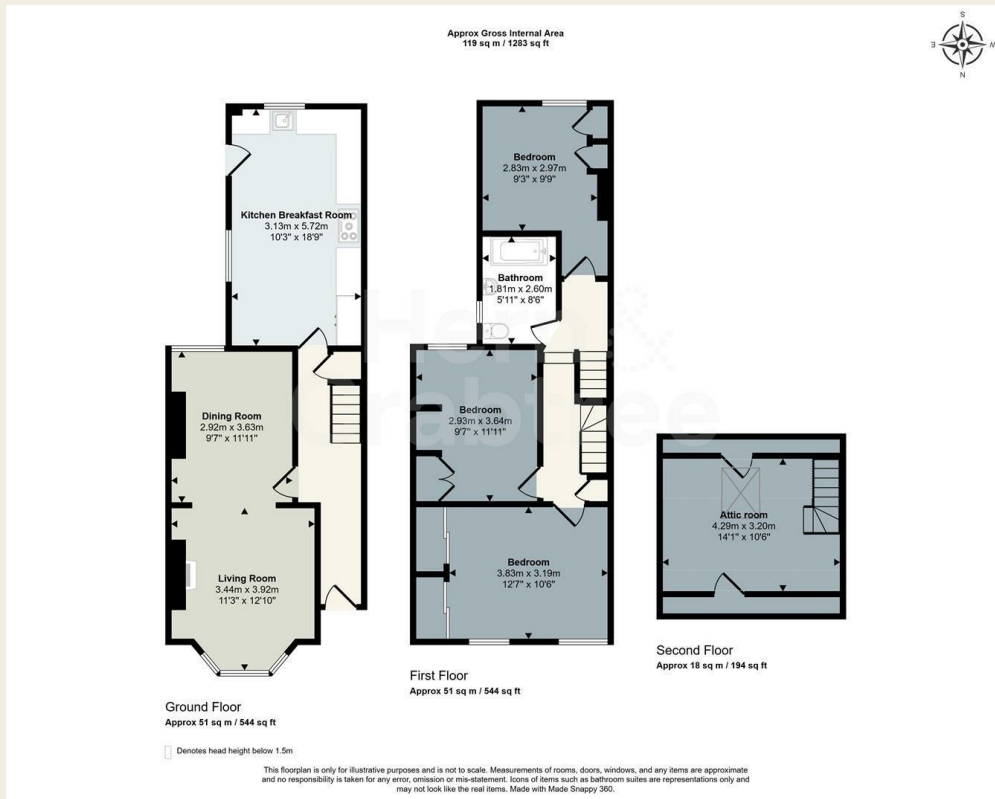 Approx Gross Internal Area
119 sq m / 1283 sq ft
S
E
W
N
Kitchen Breakfast Room
3.13m x 5.72m
10'3" x 18'9"
Dining Room
2.92m x 3.63m
9'7" x 11'11"
Living Room
3.44m x 3.92m
11'3" x 12'10"
Ground Floor
Approx 51 sq m / 544 sq ft
Bedroom
2.83m x 2.97m
9'3" x 9'9"
Bathroom
1.81m x 2.60m
5'11" x 8'6"
Bedroom
2.93m x 3.64m
9'7" x 11'11"
Bedroom
3.83m x 3.19m
12'7" x 10'6"
First Floor
Approx 51 sq m / 544 sq ft
Attic room
4.29m x 3.20m
14'1" x 10'6"
Second Floor
Approx 18 sq m / 194 sq ft
Hern &
Crabtree
Denotes head height below 1.5m
This floorplan is only for illustrative purposes and is not to scale. Measurements of rooms, doors, windows, and any items are approximate
and no responsibility is taken for any error, omission or mis-statement. Icons of items such as bathroom suites are representations only and
may not look like the real items. Made with Made Snappy 360.